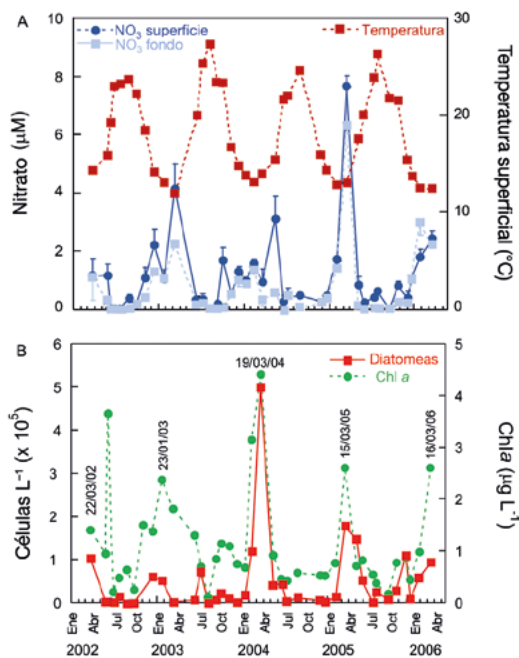 A
NO3 superficie
NO3 fondo
Temperatura
10
8
6
4
2
0
Nitrato (µM)
30
20
10
0
Temperatura superficial (°C)
B
19/03/04
Diatomeas
Chl a
22/03/02
23/01/03
15/03/05
16/03/06
6
5
4
3
2
1
0
Células L⁻¹ (x 10⁵)
5
4
3
2
1
0
Chla (µg L⁻¹)
Ene Abr Jul Oct Ene Abr Jul Oct Ene Abr Jul Oct Ene Abr Jul Oct Ene Abr
2002 2003 2004 2005 2006